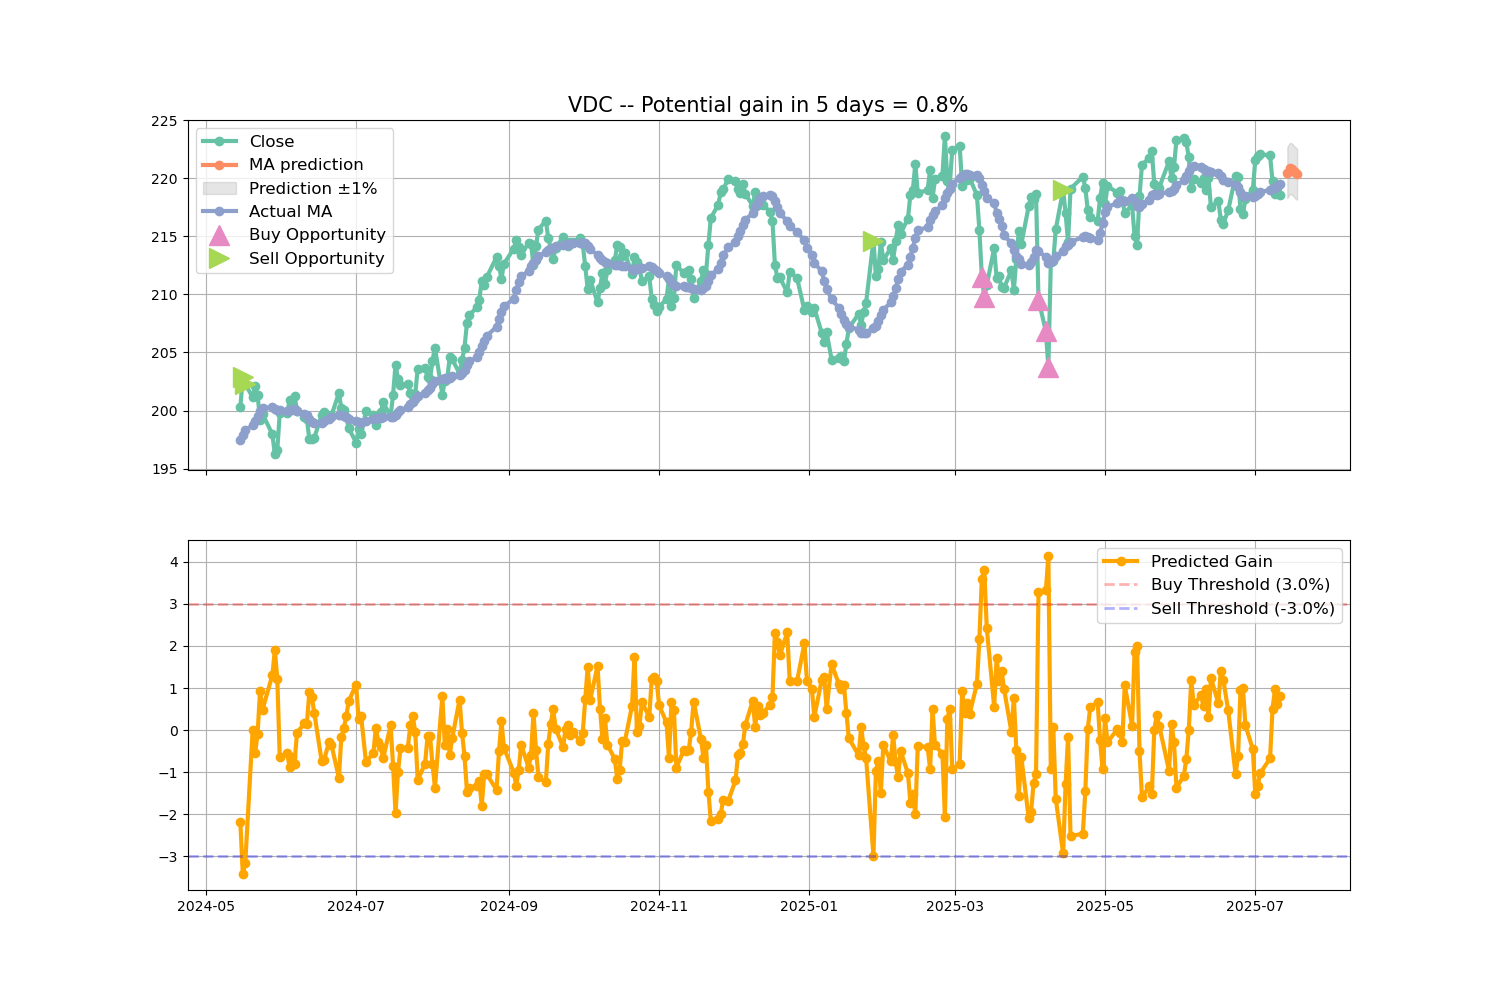 VDC -- Potential gain in 5 days = 0.8%
225
220
215
210
205
200
195
Close
MA prediction
Prediction ±1%
Actual MA
Buy Opportunity
Sell Opportunity
4
3
2
1
0
−1
−2
−3
Predicted Gain
Buy Threshold (3.0%)
Sell Threshold (-3.0%)
2024-05
2024-07
2024-09
2024-11
2025-01
2025-03
2025-05
2025-07